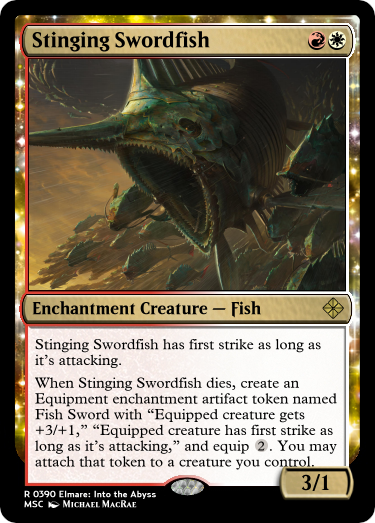 Stinging Swordfish
Enchantment Creature — Fish
Stinging Swordfish has first strike as long as
it's attacking.
When Stinging Swordfish dies, create an
Equipment enchantment artifact token named
Fish Sword with “Equipped creature gets
+3/+1,” “Equipped creature has first strike as
long as it's attacking,” and equip 2. You may
attach that token to a creature you control.
3/1
R 0390 Elmare: Into the Abyss
MSC Michael MacRae